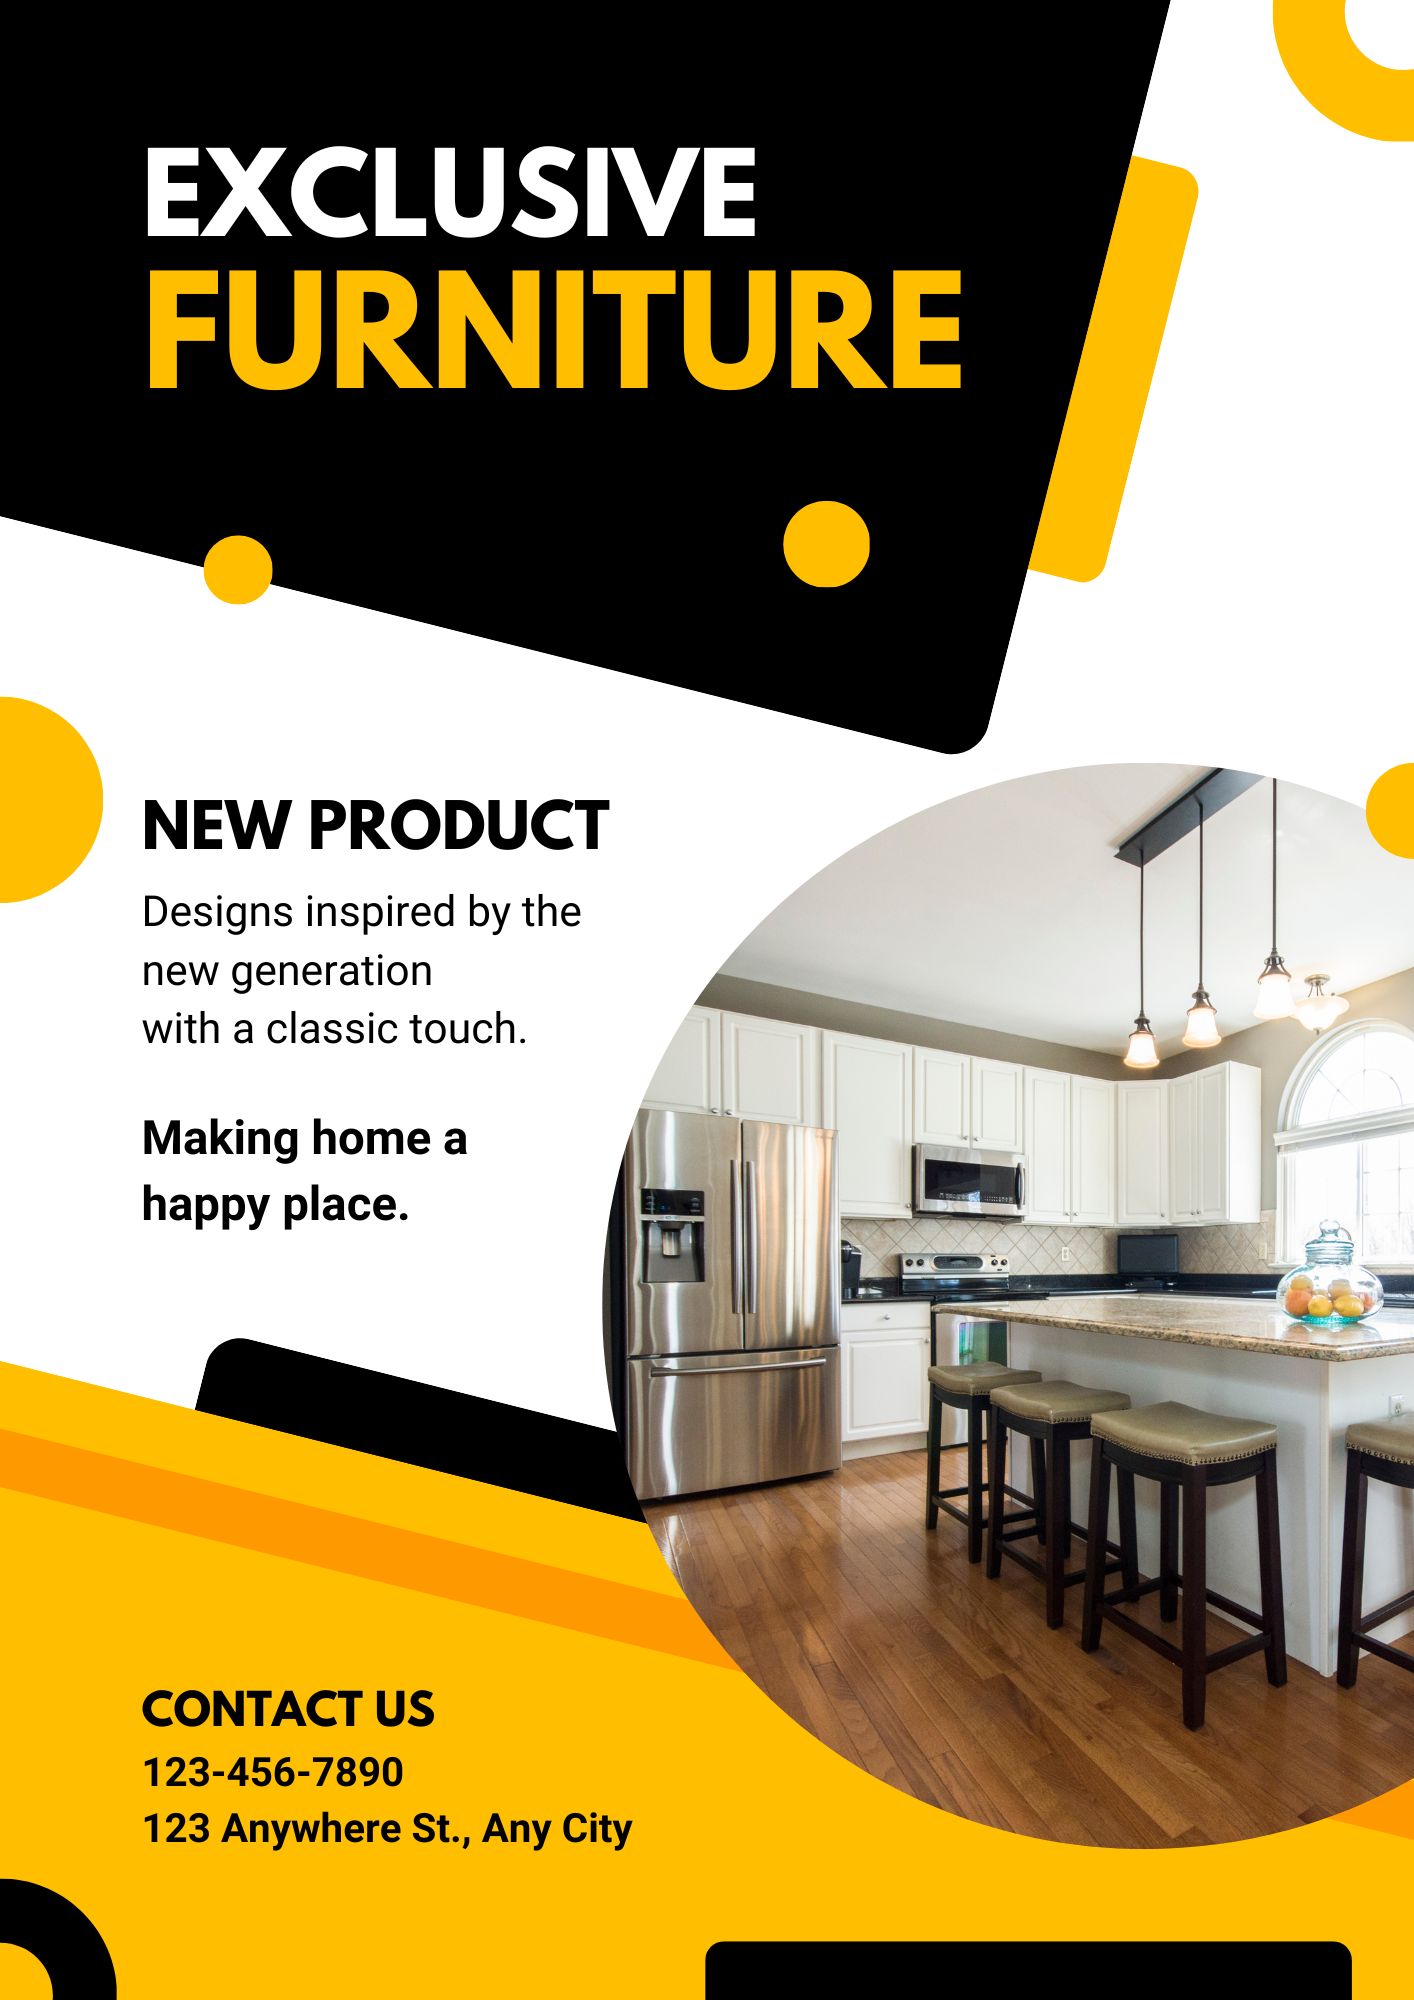 EXCLUSIVE
FURNITURE
NEW PRODUCT
Designs inspired by the
new generation
with a classic touch.
Making home a
happy place.
CONTACT US
123-456-7890
123 Anywhere St., Any City